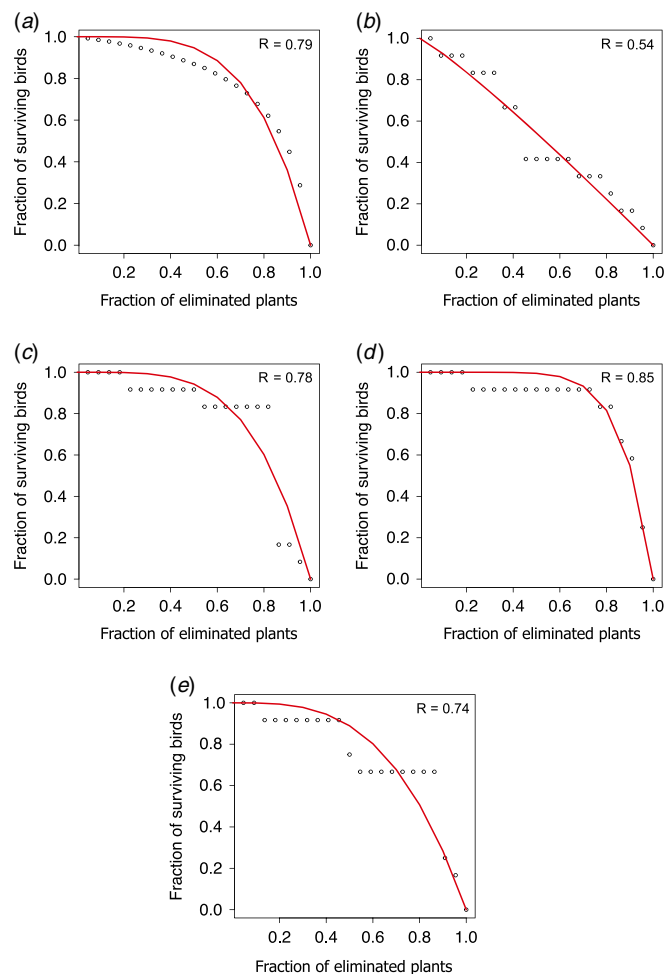 (a)
R = 0.79
Fraction of surviving birds
1.0
0.8
0.6
0.4
0.2
0.0
0.2 0.4 0.6 0.8 1.0
Fraction of eliminated plants
(b)
R = 0.54
Fraction of surviving birds
1.0
0.8
0.6
0.4
0.2
0.0
0.2 0.4 0.6 0.8 1.0
Fraction of eliminated plants
(c)
R = 0.78
Fraction of surviving birds
1.0
0.8
0.6
0.4
0.2
0.0
0.2 0.4 0.6 0.8 1.0
Fraction of eliminated plants
(d)
R = 0.85
Fraction of surviving birds
1.0
0.8
0.6
0.4
0.2
0.0
0.2 0.4 0.6 0.8 1.0
Fraction of eliminated plants
(e)
R = 0.74
Fraction of surviving birds
1.0
0.8
0.6
0.4
0.2
0.0
0.2 0.4 0.6 0.8 1.0
Fraction of eliminated plants